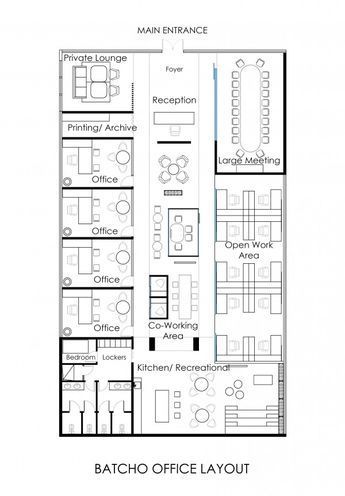 MAIN ENTRANCE
Private Lounge
Foyer
Reception
Printing/ Archive
Large Meeting
Office
Office
Open Work
Area
Office
Office
Co-Working
Area
Bedroom
Lockers
Kitchen/ Recreational
BATCHO OFFICE LAYOUT